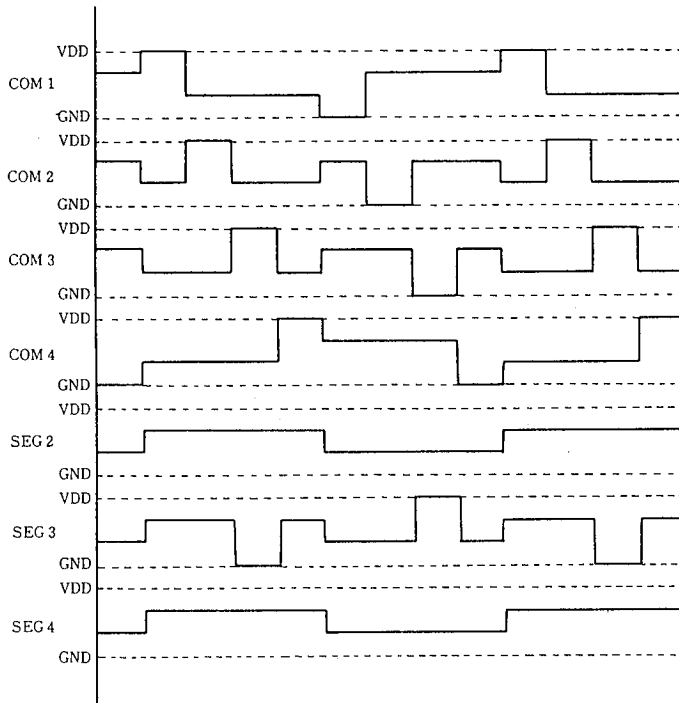 VDD
COM 1
GND
VDD
COM 2
GND
VDD
COM 3
GND
VDD
COM 4
GND
VDD
SEG 2
GND
VDD
SEG 3
GND
VDD
SEG 4
GND